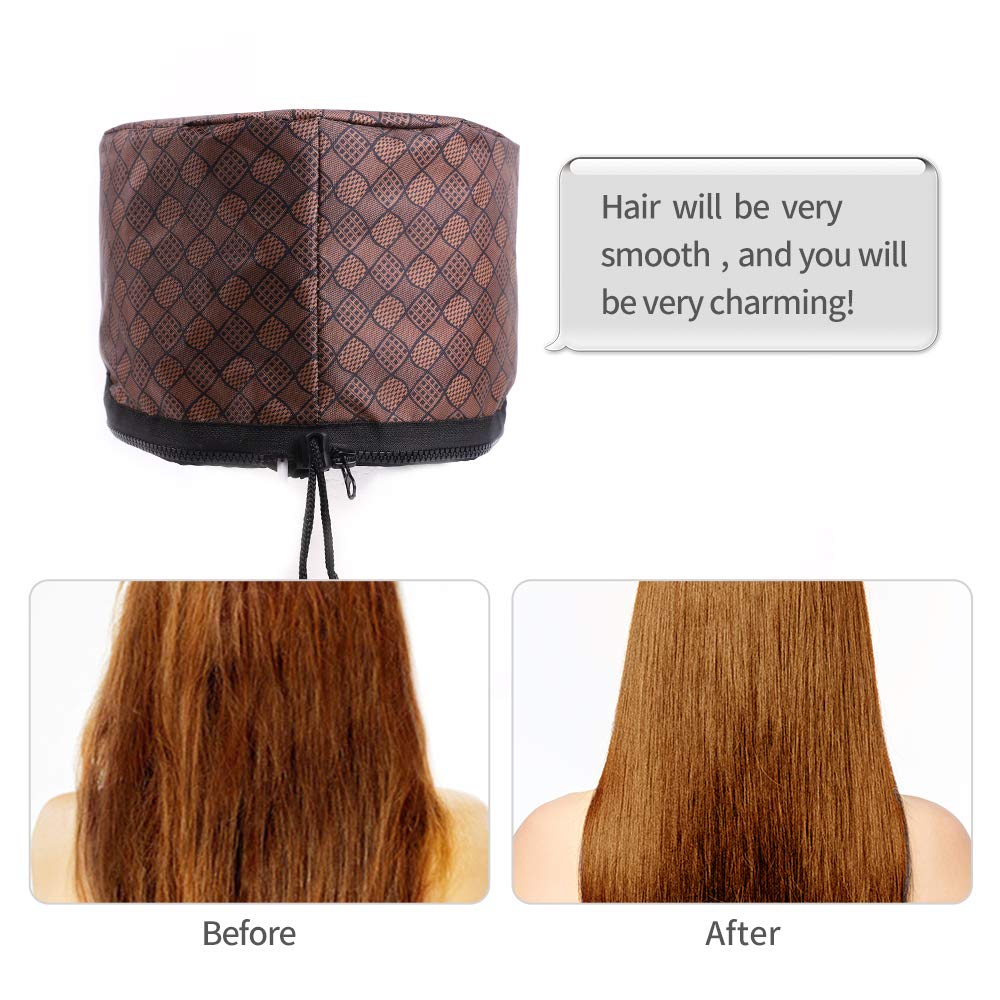 Hair will be very
smooth , and you will
be very charming!
Before
After